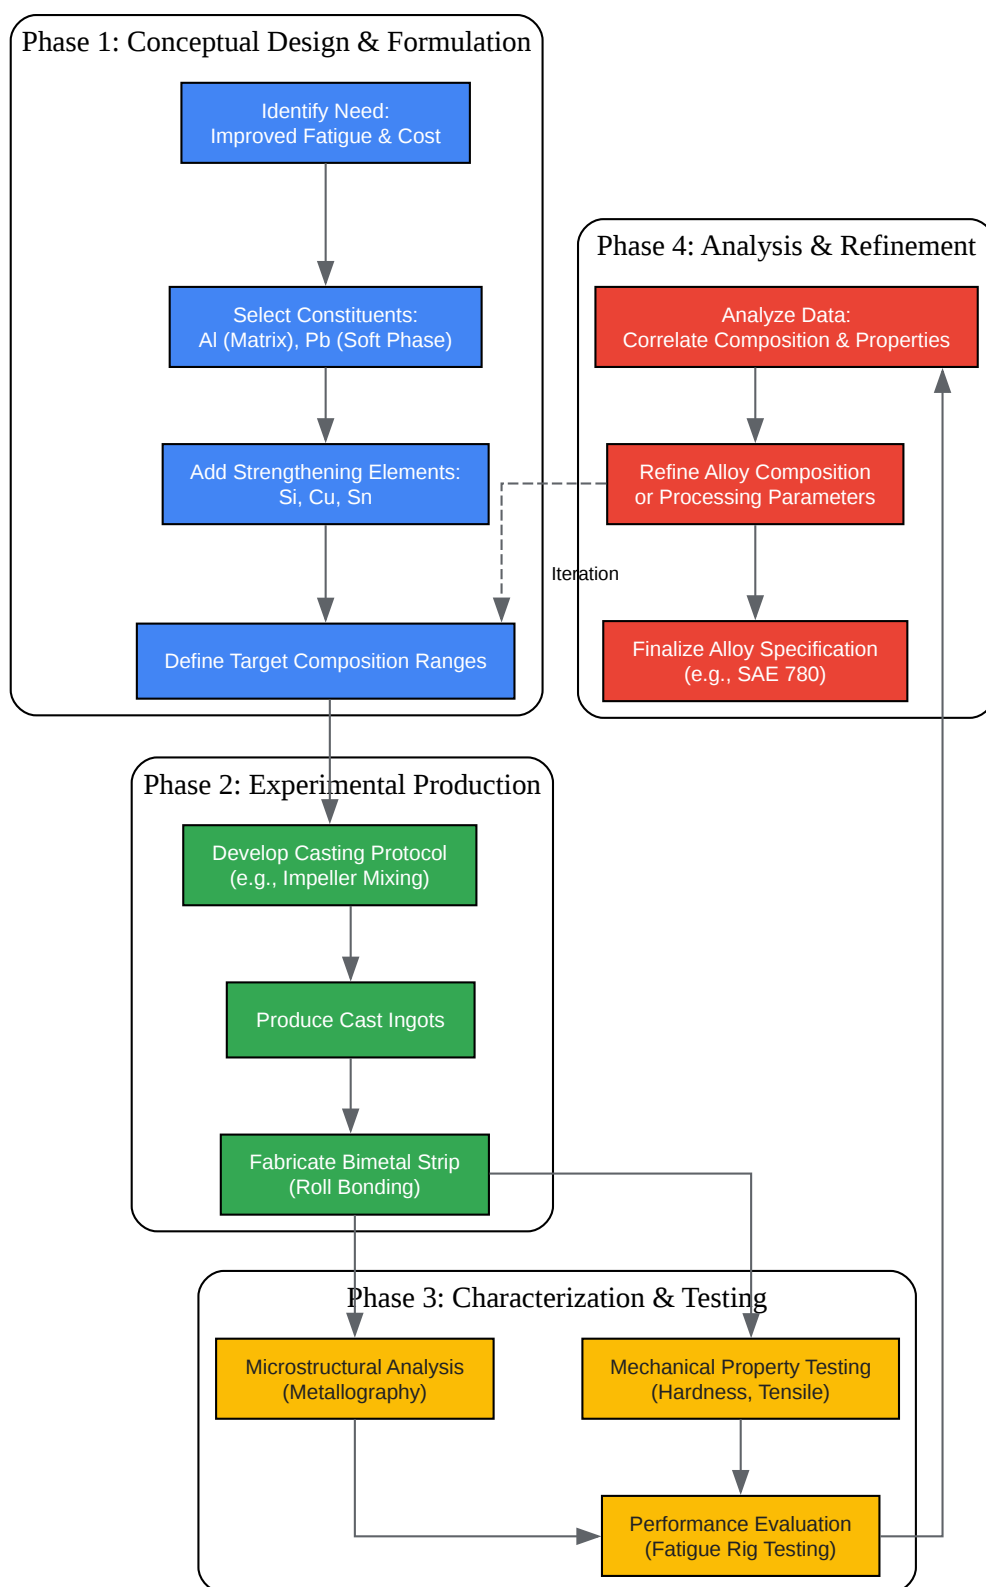 Phase 1: Conceptual Design & Formulation
Identify Need:
Improved Fatigue & Cost
Select Constituents:
Al (Matrix), Pb (Soft Phase)
Add Strengthening Elements:
Si, Cu, Sn
Define Target Composition Ranges
Phase 4: Analysis & Refinement
Analyze Data:
Correlate Composition & Properties
Refine Alloy Composition
or Processing Parameters
Iteration
Finalize Alloy Specification
(e.g., SAE 780)
Phase 2: Experimental Production
Develop Casting Protocol
(e.g., Impeller Mixing)
Produce Cast Ingots
Fabricate Bimetal Strip
(Roll Bonding)
Phase 3: Characterization & Testing
Microstructural Analysis
(Metallography)
Mechanical Property Testing
(Hardness, Tensile)
Performance Evaluation
(Fatigue Rig Testing)